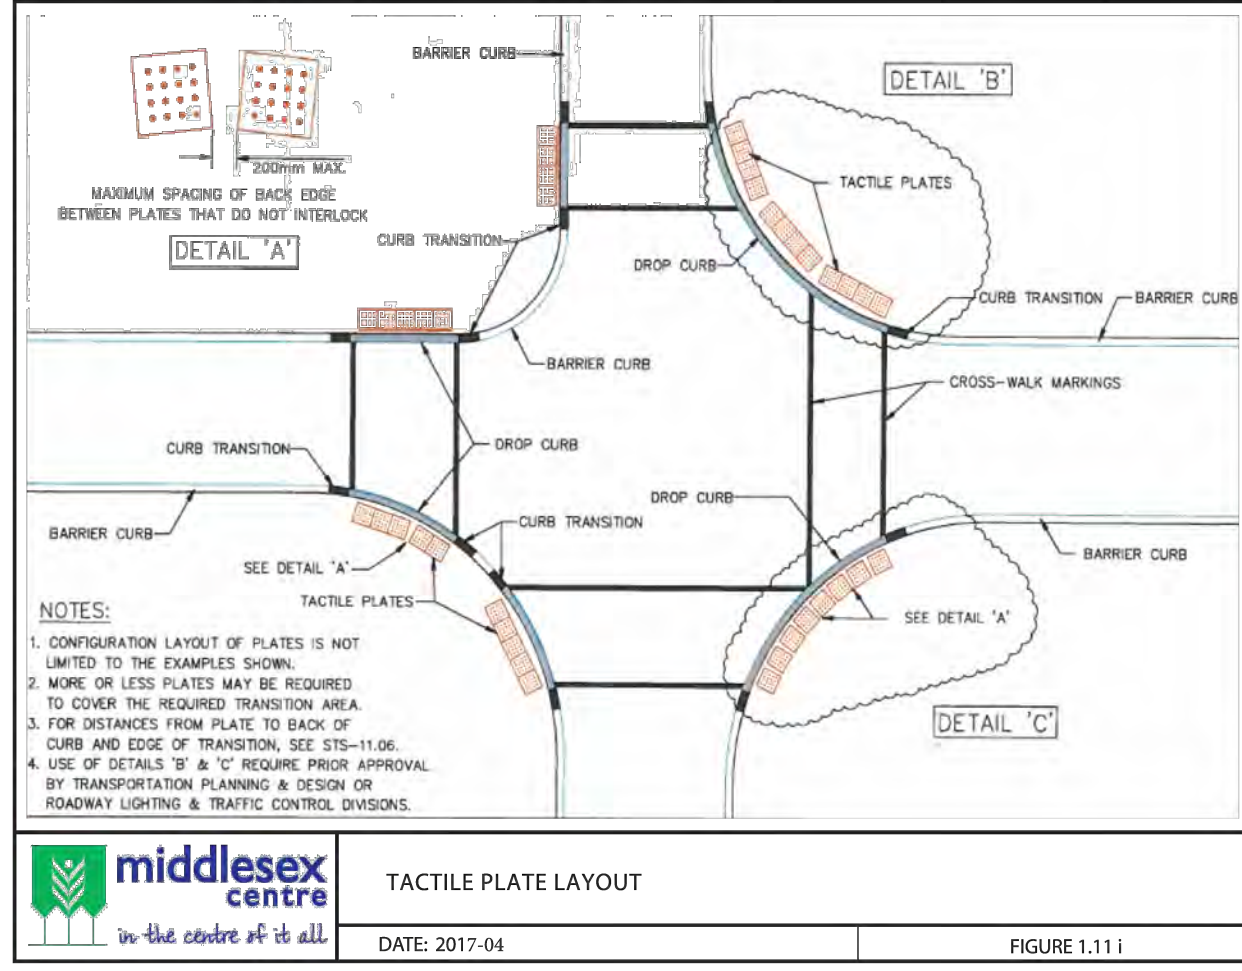 BARRIER CURB
DETAIL 'B'
200mm MAX.
MAXIMUM SPACING OF BACK EDGE
BETWEEN PLATES THAT DO NOT INTERLOCK
DETAIL 'A'
TACTILE PLATES
CURB TRANSITION
DROP CURB
CURB TRANSITION
BARRIER CURB
BARRIER CURB
CROSS-WALK MARKINGS
CURB TRANSITION
DROP CURB
DROP CURB
CURB TRANSITION
BARRIER CURB
BARRIER CURB
SEE DETAIL 'A'
TACTILE PLATES
SEE DETAIL 'A'
DETAIL 'C'
NOTES:
1. CONFIGURATION LAYOUT OF PLATES IS NOT
LIMITED TO THE EXAMPLES SHOWN.
2. MORE OR LESS PLATES MAY BE REQUIRED
TO COVER THE REQUIRED TRANSITION AREA.
3. FOR DISTANCES FROM PLATE TO BACK OF
CURB AND EDGE OF TRANSITION, SEE STS-11.06.
4. USE OF DETAILS 'B' & 'C' REQUIRE PRIOR APPROVAL
BY TRANSPORTATION PLANNING & DESIGN OR
ROADWAY LIGHTING & TRAFFIC CONTROL DIVISIONS.
middlesex
centre
in the centre of it all
TACTILE PLATE LAYOUT
DATE: 2017-04
FIGURE 1.11 i